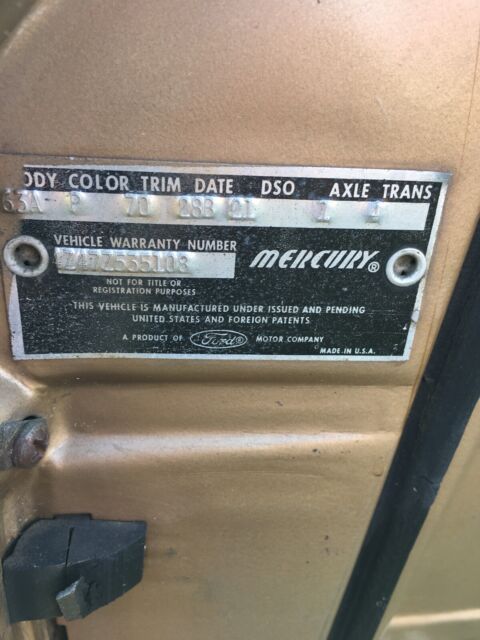 ODY COLOR TRIM DATE DSO AXLE TRANS
63A P 70 28B 21 1 4
VEHICLE WARRANTY NUMBER
4Z535103
MERCURY®
NOT FOR TITLE OR
REGISTRATION PURPOSES
THIS VEHICLE IS MANUFACTURED UNDER ISSUED AND PENDING
UNITED STATES AND FOREIGN PATENTS
A PRODUCT OF Ford® MOTOR COMPANY
MADE IN U.S.A.